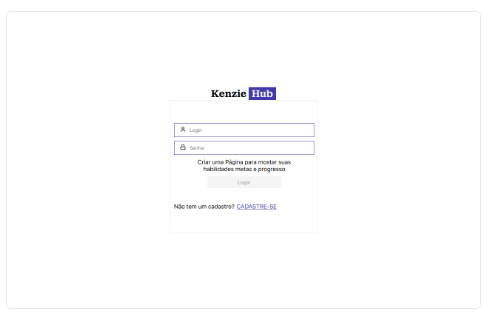 Kenzie Hub
Login
Senha
Criar uma Página para mostar suas
habilidades metas e progresso
Logar
Não tem um cadastro? CADASTRE-SE